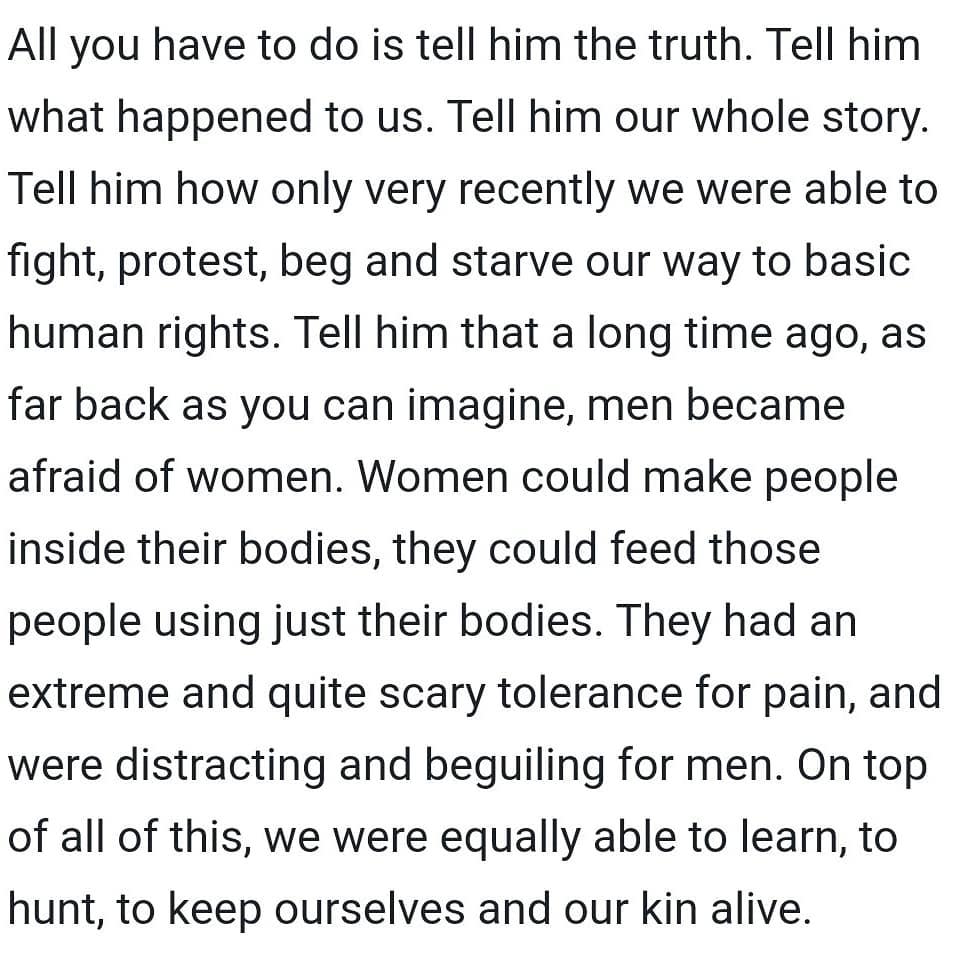 All you have to do is tell him the truth. Tell him
what happened to us. Tell him our whole story.
Tell him how only very recently we were able to
fight, protest, beg and starve our way to basic
human rights. Tell him that a long time ago, as
far back as you can imagine, men became
afraid of women. Women could make people
inside their bodies, they could feed those
people using just their bodies. They had an
extreme and quite scary tolerance for pain, and
were distracting and beguiling for men. On top
of all of this, we were equally able to learn, to
hunt, to keep ourselves and our kin alive.